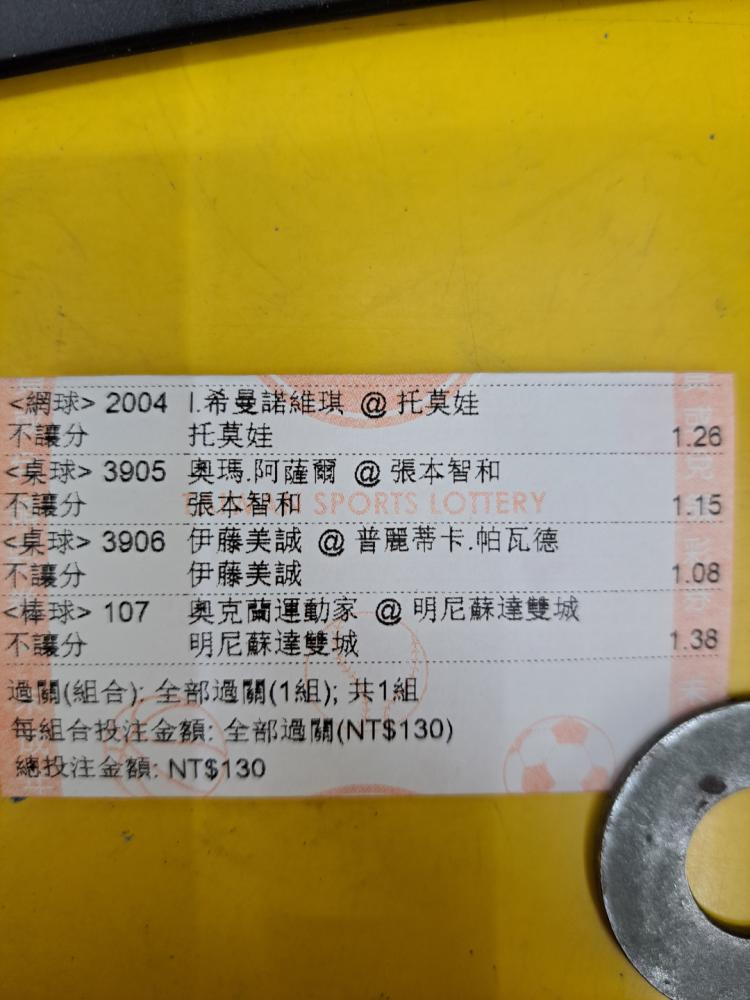 <網球> 2004 I.希曼諾維琪 @ 托莫娃
不讓分 托莫娃 1.26
<桌球> 3905 奧瑪.阿薩爾 @ 張本智和
不讓分 張本智和 1.15
SPORTS LOTTERY
<桌球> 3906 伊藤美誠 @ 普麗蒂卡.帕瓦德
不讓分 伊藤美誠 1.08
<棒球> 107 奧克蘭運動家 @ 明尼蘇達雙城
不讓分 明尼蘇達雙城 1.38
過關(組合): 全部過關(1組); 共1組
每組合投注金額: 全部過關(NT$130)
總投注金額: NT$130